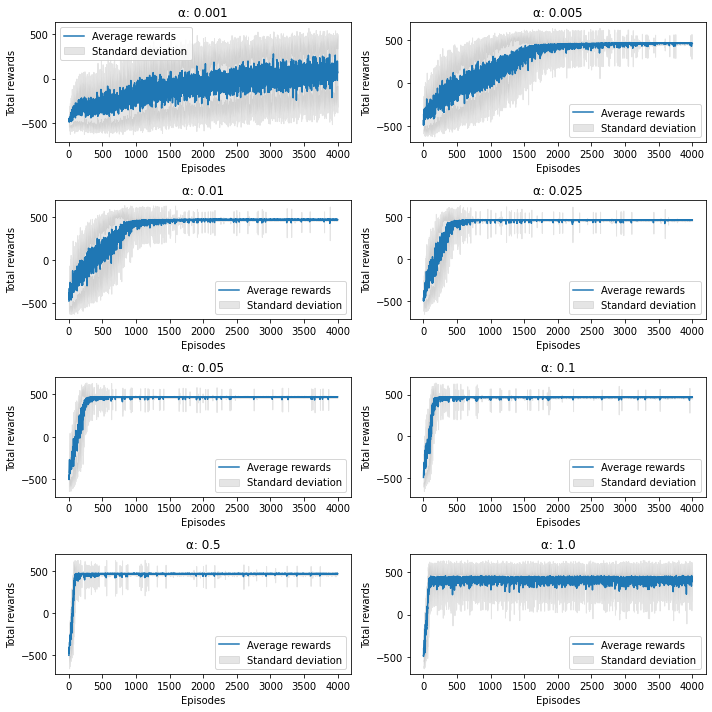 α: 0.001
Total rewards
500
0
−500
Average rewards
Standard deviation
0 500 1000 1500 2000 2500 3000 3500 4000
Episodes
α: 0.005
Total rewards
500
0
−500
Average rewards
Standard deviation
0 500 1000 1500 2000 2500 3000 3500 4000
Episodes
α: 0.01
Total rewards
500
0
−500
Average rewards
Standard deviation
0 500 1000 1500 2000 2500 3000 3500 4000
Episodes
α: 0.025
Total rewards
500
0
−500
Average rewards
Standard deviation
0 500 1000 1500 2000 2500 3000 3500 4000
Episodes
α: 0.05
Total rewards
500
0
−500
Average rewards
Standard deviation
0 500 1000 1500 2000 2500 3000 3500 4000
Episodes
α: 0.1
Total rewards
500
0
−500
Average rewards
Standard deviation
0 500 1000 1500 2000 2500 3000 3500 4000
Episodes
α: 0.5
Total rewards
500
0
−500
Average rewards
Standard deviation
0 500 1000 1500 2000 2500 3000 3500 4000
Episodes
α: 1.0
Total rewards
500
0
−500
Average rewards
Standard deviation
0 500 1000 1500 2000 2500 3000 3500 4000
Episodes